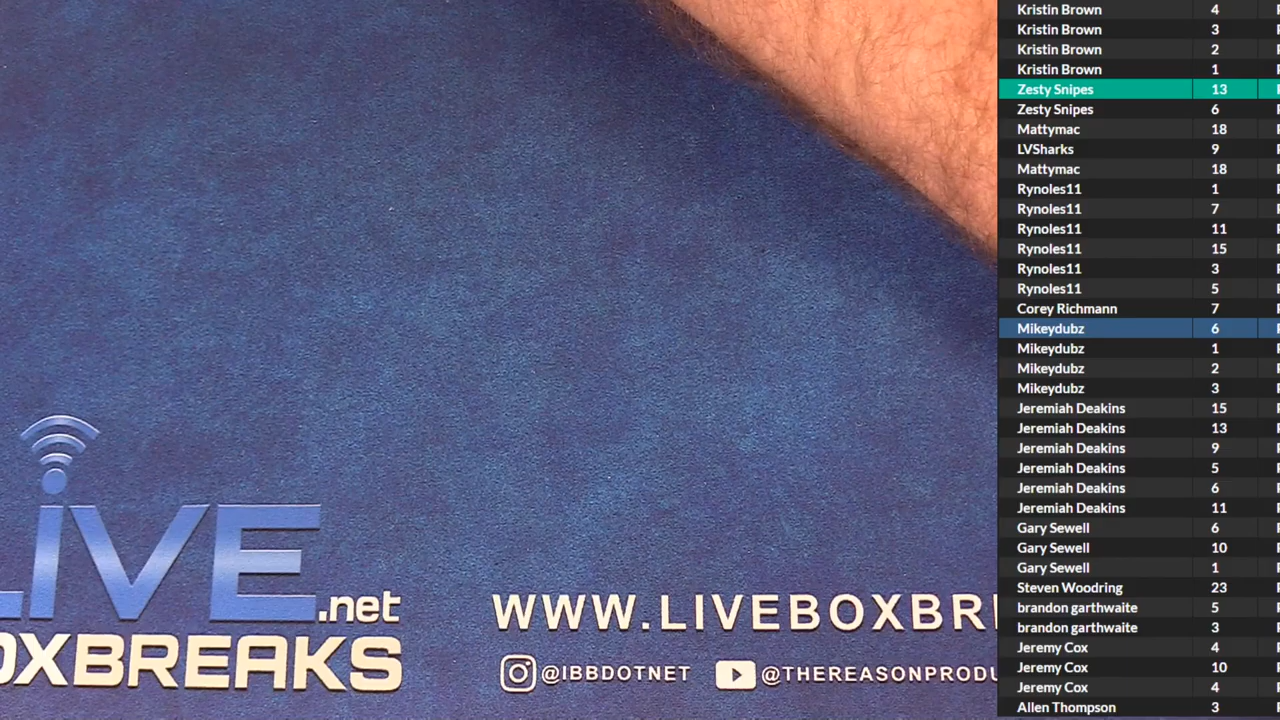 LIVE
.net
OXBREAKS
WWW.LIVEBOXBR
@IBBDOTNET
@THEREASONPRODU
Kristin Brown 4
Kristin Brown 3
Kristin Brown 2
Kristin Brown 1
Zesty Snipes 13
Zesty Snipes 6
Mattymac 18
LVSharks 9
Mattymac 18
Rynoles11 1
Rynoles11 7
Rynoles11 11
Rynoles11 15
Rynoles11 3
Rynoles11 5
Corey Richmann 7
Mikeydubz 6
Mikeydubz 1
Mikeydubz 2
Mikeydubz 3
Jeremiah Deakins 15
Jeremiah Deakins 13
Jeremiah Deakins 9
Jeremiah Deakins 5
Jeremiah Deakins 6
Jeremiah Deakins 11
Gary Sewell 6
Gary Sewell 10
Gary Sewell 1
Steven Woodring 23
brandon garthwaite 5
brandon garthwaite 3
Jeremy Cox 4
Jeremy Cox 10
Jeremy Cox 4
Allen Thompson 3